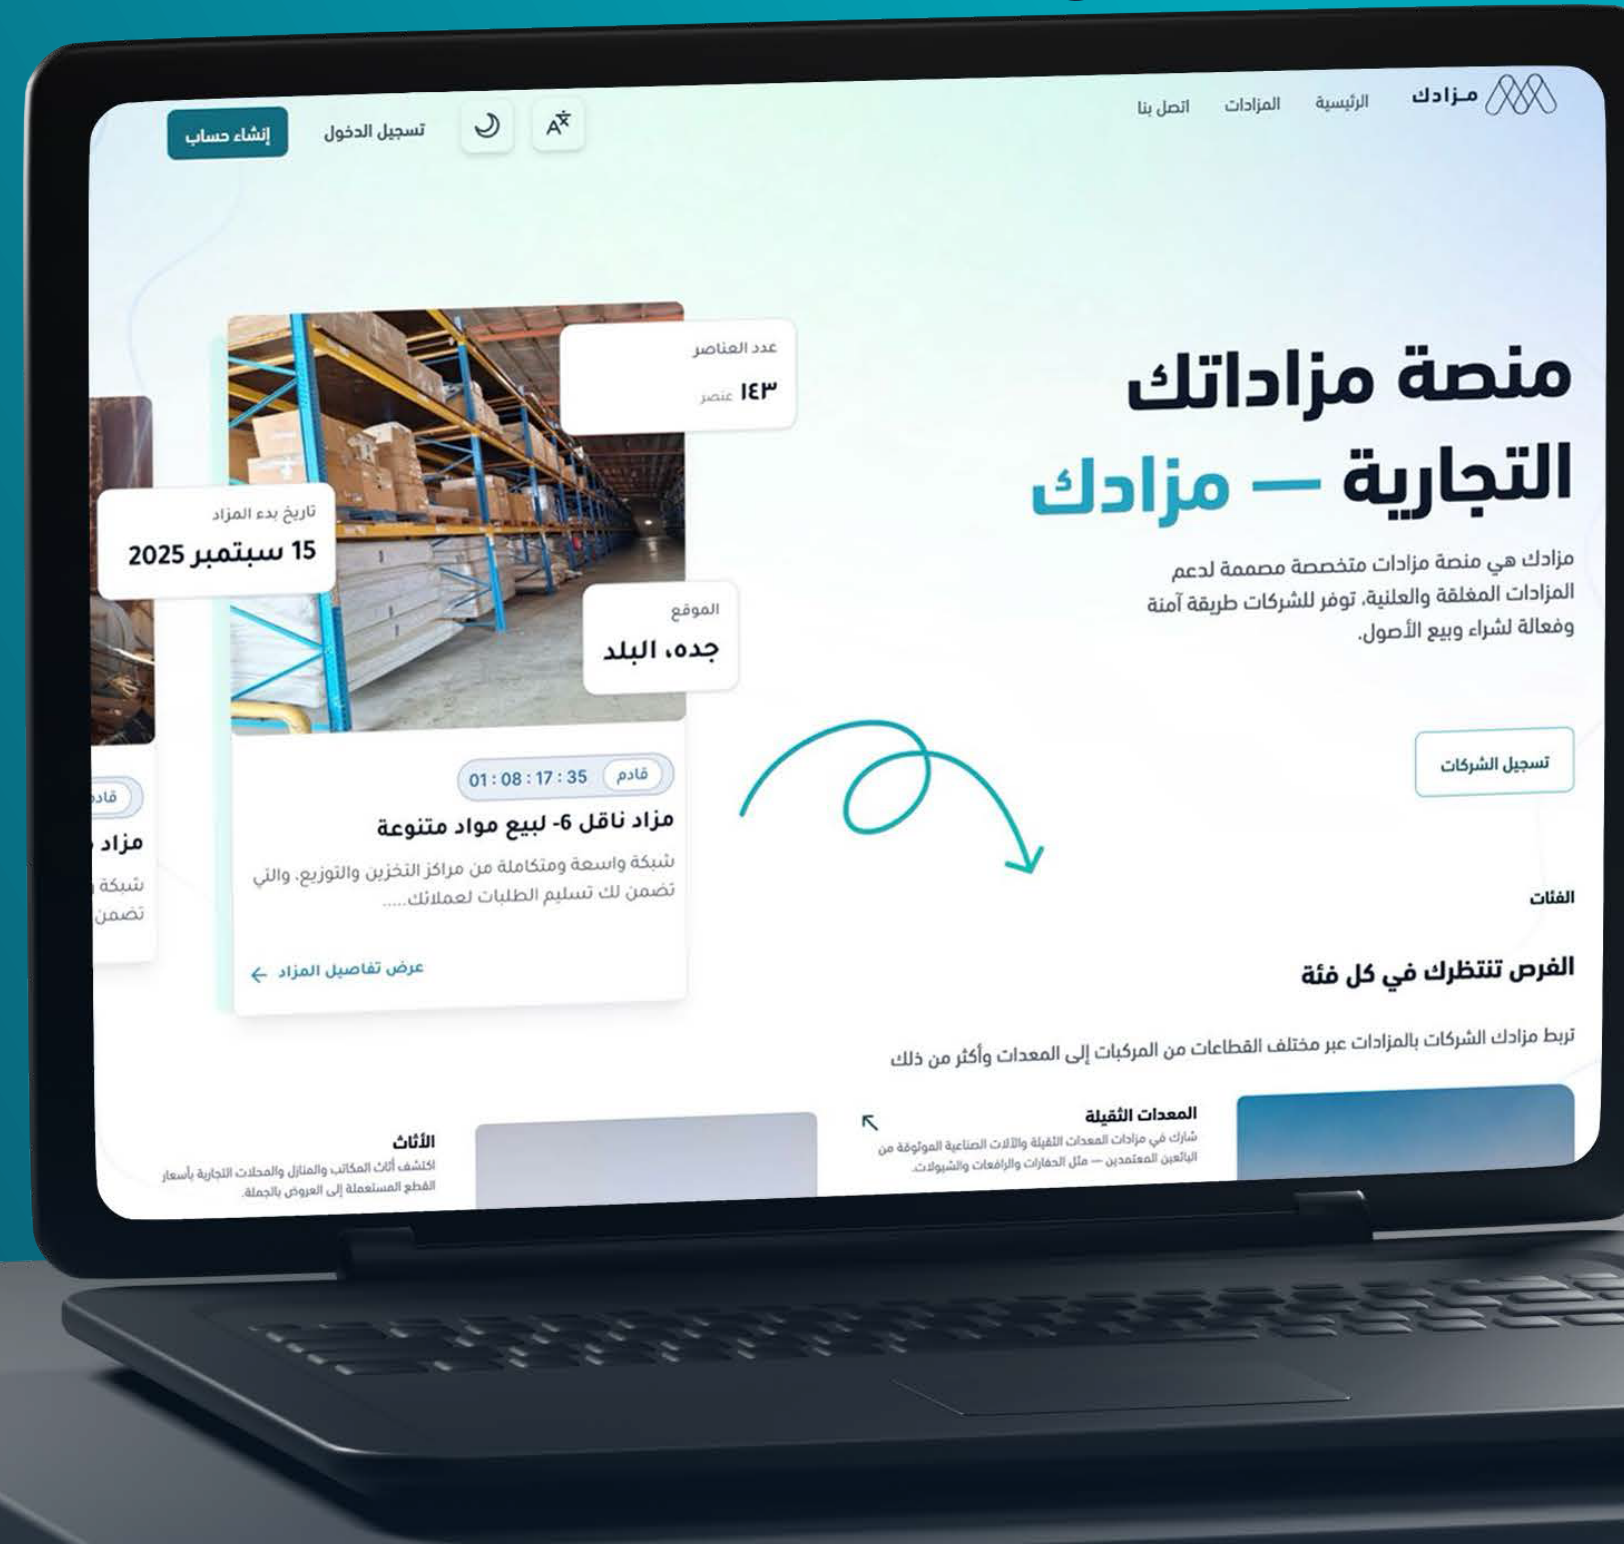 مزادك
الرئيسية
المزادات
اتصل بنا
تسجيل الدخول
إنشاء حساب
منصة مزاداتك
التجارية — مزادك
مزادك هي منصة مزادات متخصصة مصممة لدعم
المزادات المغلقة والعلنية، توفر للشركات طريقة آمنة
وفعالة لشراء وبيع الأصول.
تسجيل الشركات
عدد العناصر
١٤٣ عنصر
تاريخ بدء المزاد
15 سبتمبر 2025
الموقع
جده، البلد
قادم 01 : 08 : 17 : 35
مزاد ناقل 6- لبيع مواد متنوعة
شبكة واسعة ومتكاملة من مراكز التخزين والتوزيع، والتي
تضمن لك تسليم الطلبات لعملائك.....
عرض تفاصيل المزاد
مزاد
شبكة
تضمن
الفئات
الفرص تنتظرك في كل فئة
تربط مزادك الشركات بالمزادات عبر مختلف القطاعات من المركبات إلى المعدات وأكثر من ذلك
المعدات الثقيلة
شارك في مزادات المعدات الثقيلة والآلات الصناعية الموثوقة من
البائعين المعتمدين — مثل الحفارات والرافعات والشيولات.
الأثاث
اكتشف أثاث المكاتب والمنازل والمحلات التجارية بأسعار
القطع المستعملة إلى العروض بالجملة.